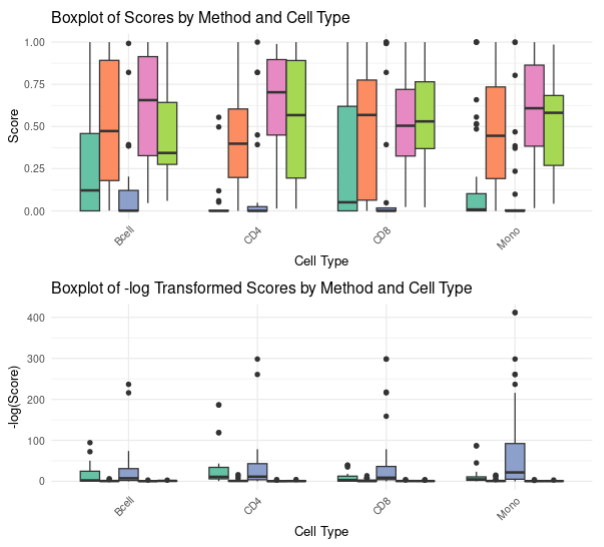 Boxplot of Scores by Method and Cell Type
Score
1.00
0.75
0.50
0.25
0.00
Bcell
CD4
CD8
Mono
Cell Type
Boxplot of -log Transformed Scores by Method and Cell Type
-log(Score)
400
300
200
100
0
Bcell
CD4
CD8
Mono
Cell Type